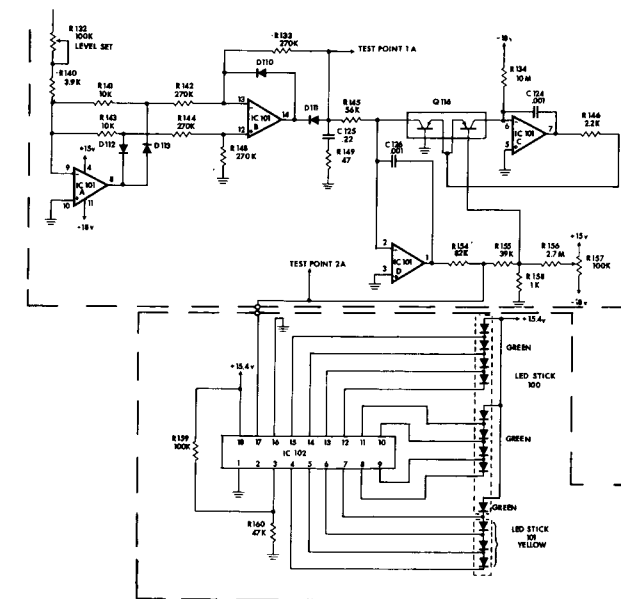 R132
100K
LEVEL SET
R140
3.9K
R141
10K
R142
270K
R143
10K
R144
270K
D112
D113
+15v
9
4
8
IC 101
A
10
11
-18v
R133
270K
D110
TEST POINT 1A
13
14
IC 101
B
12
R148
270K
D111
C125
.22
R149
47
R145
56K
Q116
-18v
R134
10M
C124
.001
R146
2.2K
6
7
IC 101
C
5
C126
.001
2
1
IC 101
D
3
R154
82K
R155
39K
R156
2.7M
+15v
R157
100K
R158
1K
-18v
TEST POINT 2A
+15.4v
+15.4v
GREEN
LED STICK
100
R159
100K
18 17 16 15 14 13 12 11 10
IC 102
1 2 3 4 5 6 7 8 9
GREEN
R160
47K
GREEN
LED STICK
101
YELLOW